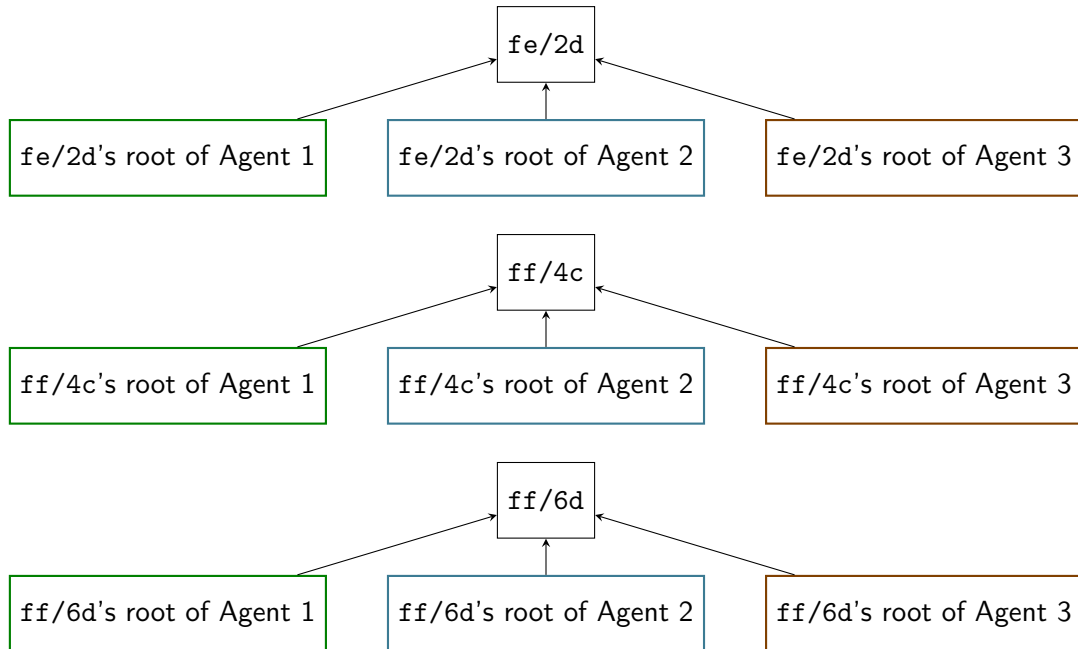 fe/2d
fe/2d's root of Agent 1
fe/2d's root of Agent 2
fe/2d's root of Agent 3
ff/4c
ff/4c's root of Agent 1
ff/4c's root of Agent 2
ff/4c's root of Agent 3
ff/6d
ff/6d's root of Agent 1
ff/6d's root of Agent 2
ff/6d's root of Agent 3